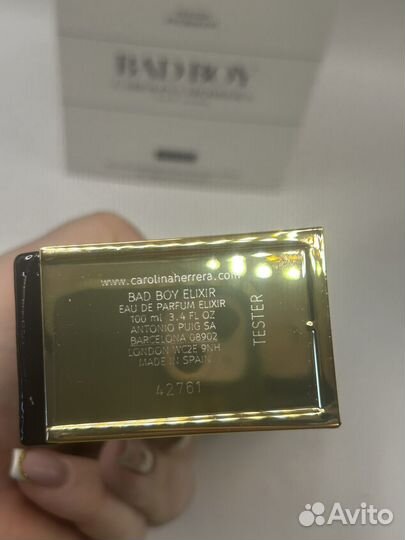 BAD BOY
www.carolinaherrera.com
BAD BOY ELIXIR
EAU DE PARFUM ELIXIR
100 ml 3.4 FL OZ
ANTONIO PUIG SA
BARCELONA 08902
LONDON WC2E 9NH
MADE IN SPAIN
42761
TESTER
Avito